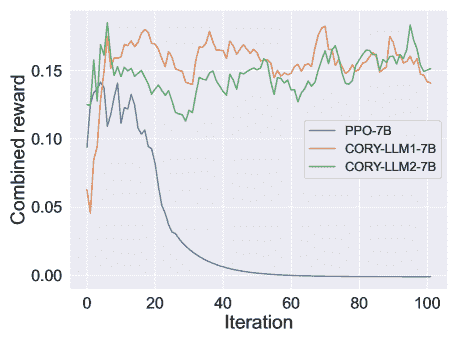 Combined reward
0.15
0.10
0.05
0.00
PPO-7B
CORY-LLM1-7B
CORY-LLM2-7B
0 20 40 60 80 100
Iteration